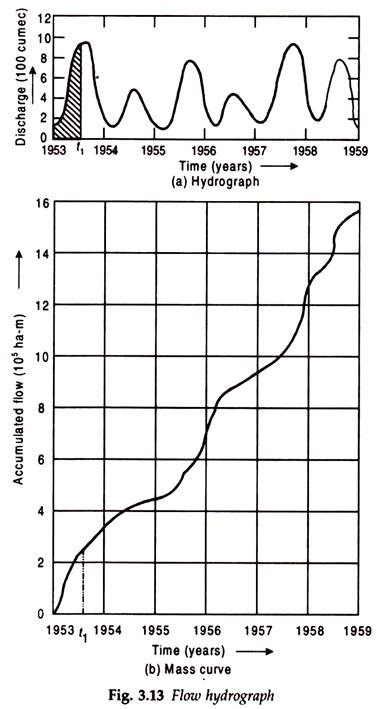 Discharge (100 cumec)
12
10
8
6
4
2
0
1953 t1 1954 1955 1956 1957 1958 1959
Time (years)
(a) Hydrograph
Accumulated flow (10⁵ ha-m)
16
14
12
10
8
6
4
2
0
1953 t1 1954 1955 1956 1957 1958 1959
Time (years)
(b) Mass curve
Fig. 3.13 Flow hydrograph